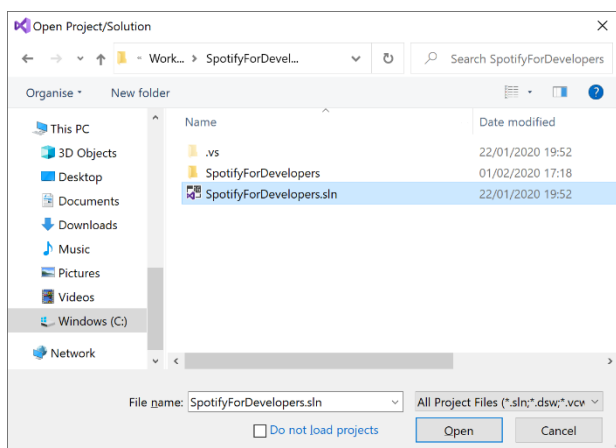 Open Project/Solution
Work... SpotifyForDevel...
Search SpotifyForDevelopers
Organise New folder
Name Date modified
This PC
3D Objects
Desktop
Documents
Downloads
Music
Pictures
Videos
Windows (C:)
Network
.vs 22/01/2020 19:52
SpotifyForDevelopers 01/02/2020 17:18
SpotifyForDevelopers.sln 22/01/2020 19:52
File name: SpotifyForDevelopers.sln All Project Files (*.sln;*.dsw;*.vcw
Do not load projects Open Cancel